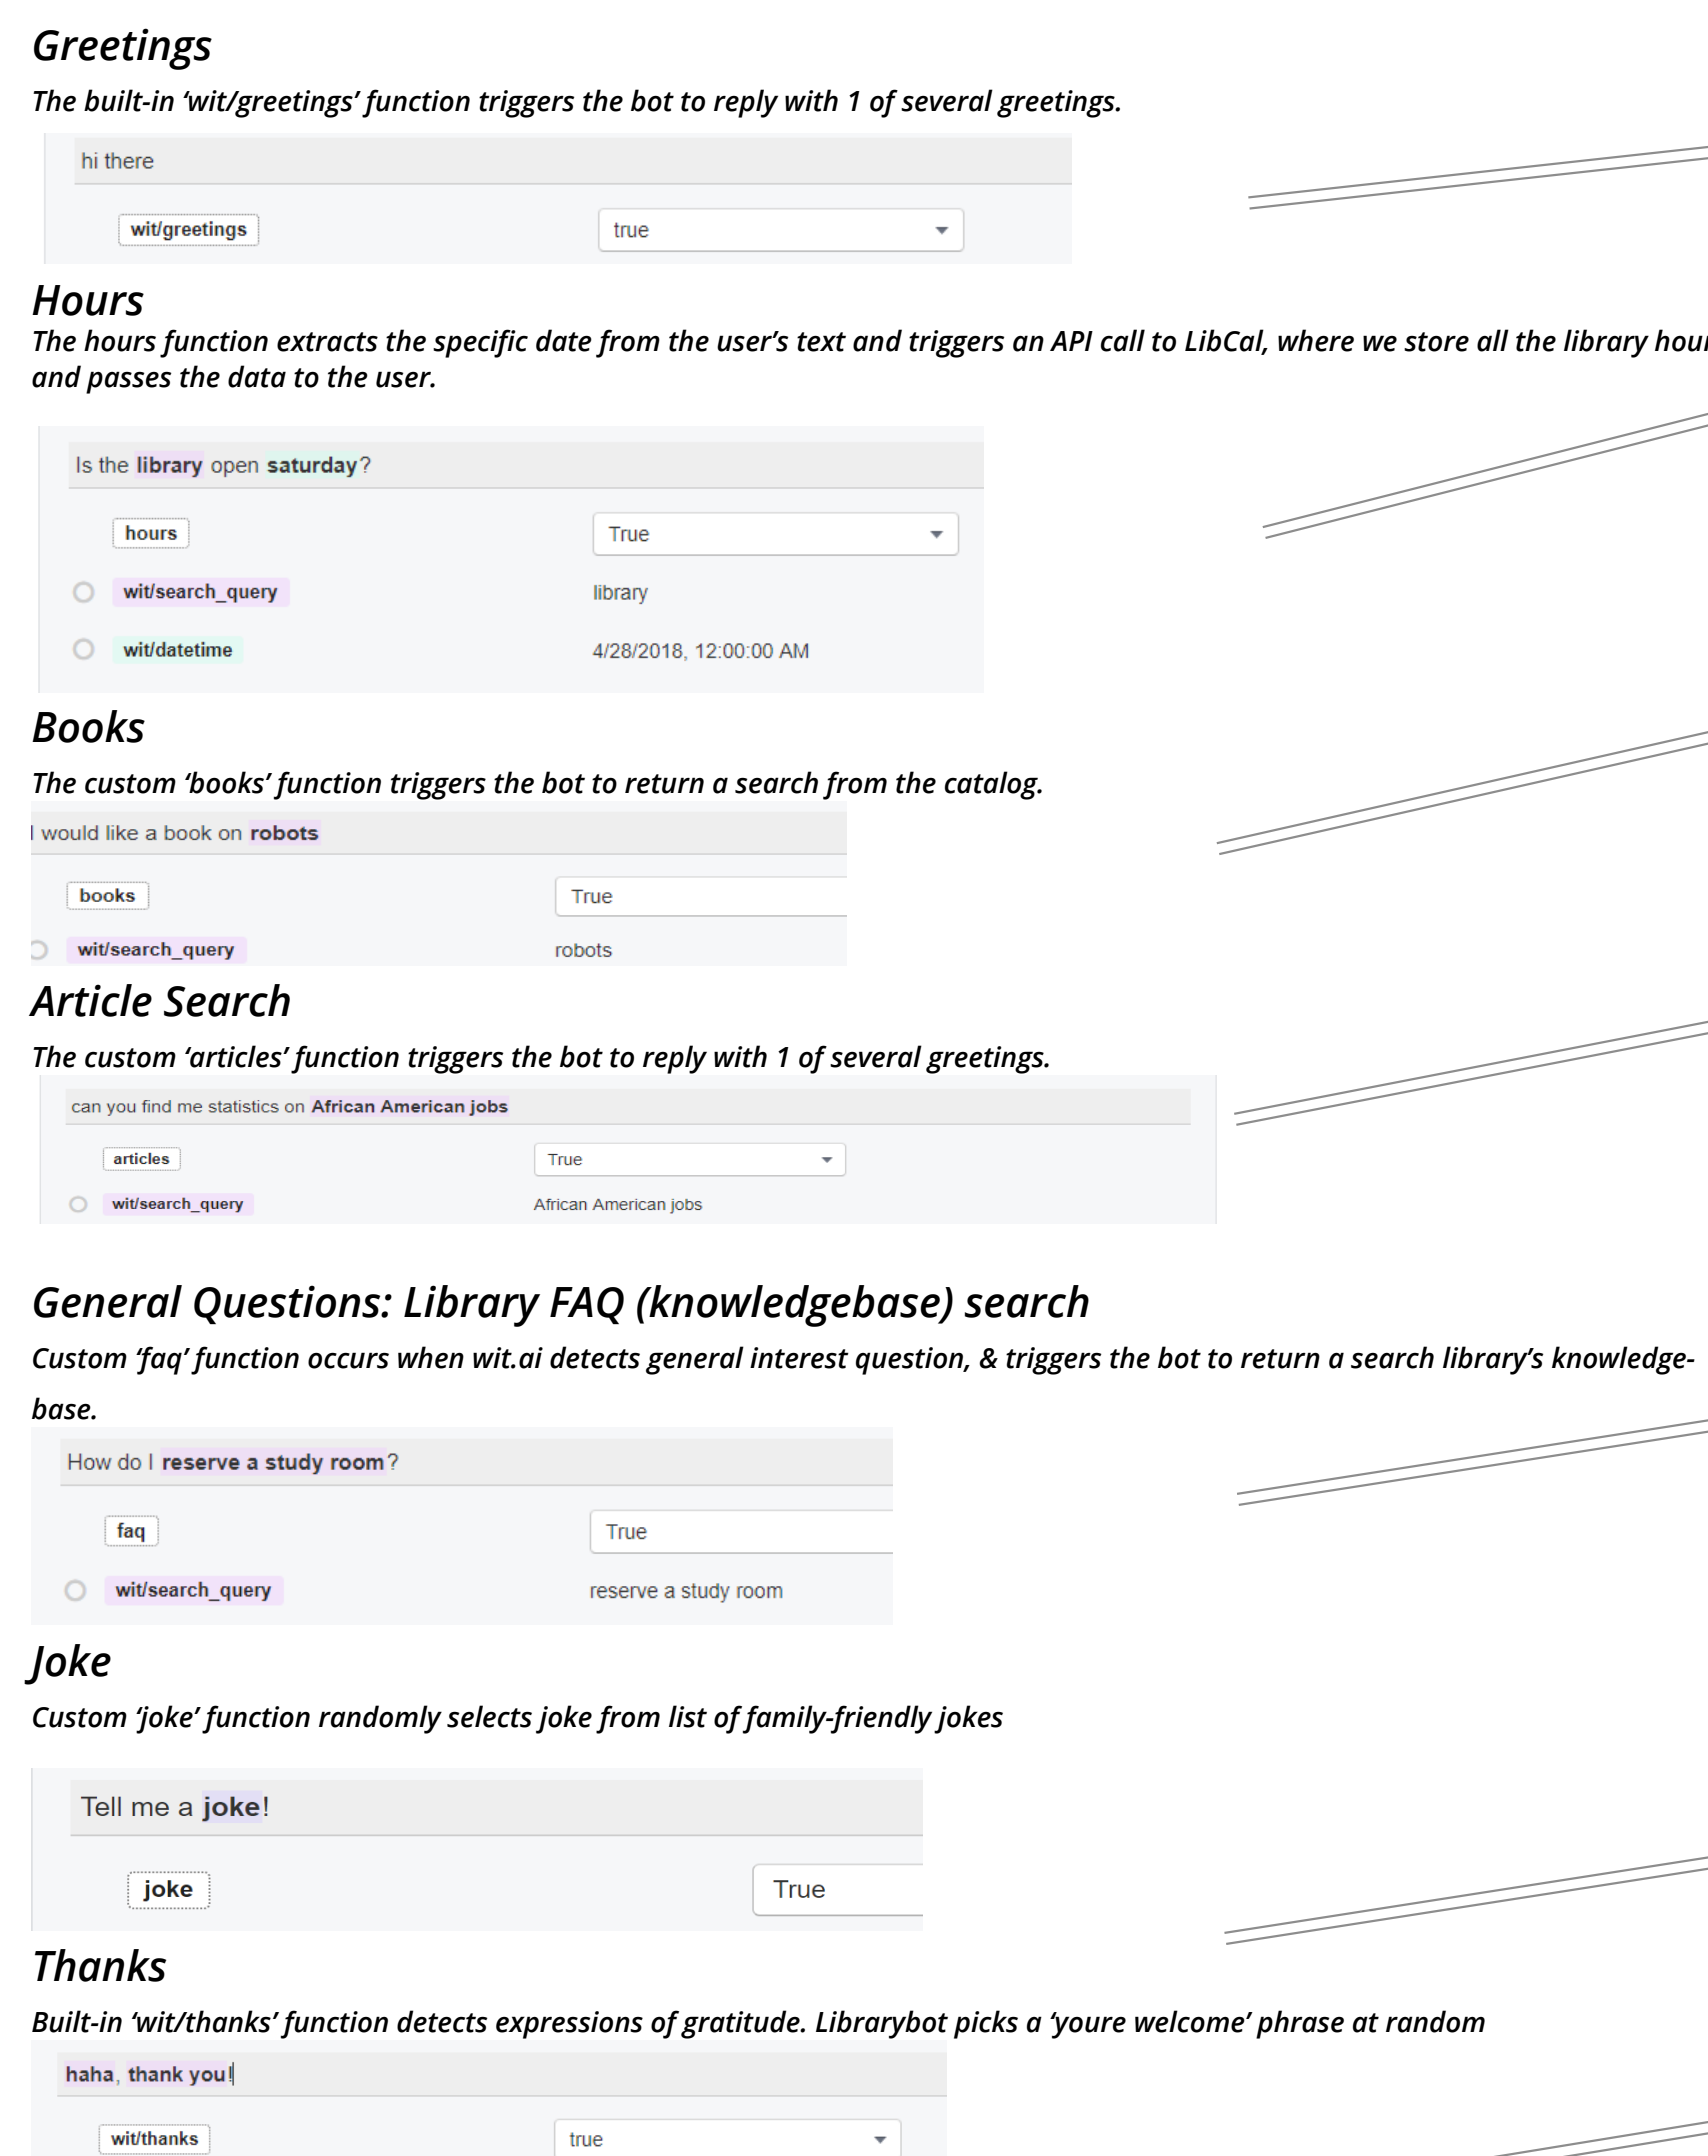 Greetings
The built-in ‘wit/greetings’ function triggers the bot to reply with 1 of several greetings.
hi there
wit/greetings true
Hours
The hours function extracts the specific date from the user’s text and triggers an API call to LibCal, where we store all the library hour
and passes the data to the user.
Is the library open saturday?
hours True
wit/search_query library
wit/datetime 4/28/2018, 12:00:00 AM
Books
The custom ‘books’ function triggers the bot to return a search from the catalog.
I would like a book on robots
books True
wit/search_query robots
Article Search
The custom ‘articles’ function triggers the bot to reply with 1 of several greetings.
can you find me statistics on African American jobs
articles True
wit/search_query African American jobs
General Questions: Library FAQ (knowledgebase) search
Custom ‘faq’ function occurs when wit.ai detects general interest question, & triggers the bot to return a search library’s knowledge-
base.
How do I reserve a study room?
faq True
wit/search_query reserve a study room
Joke
Custom ‘joke’ function randomly selects joke from list of family-friendly jokes
Tell me a joke!
joke True
Thanks
Built-in ‘wit/thanks’ function detects expressions of gratitude. Librarybot picks a ‘youre welcome’ phrase at random
haha, thank you!
wit/thanks true